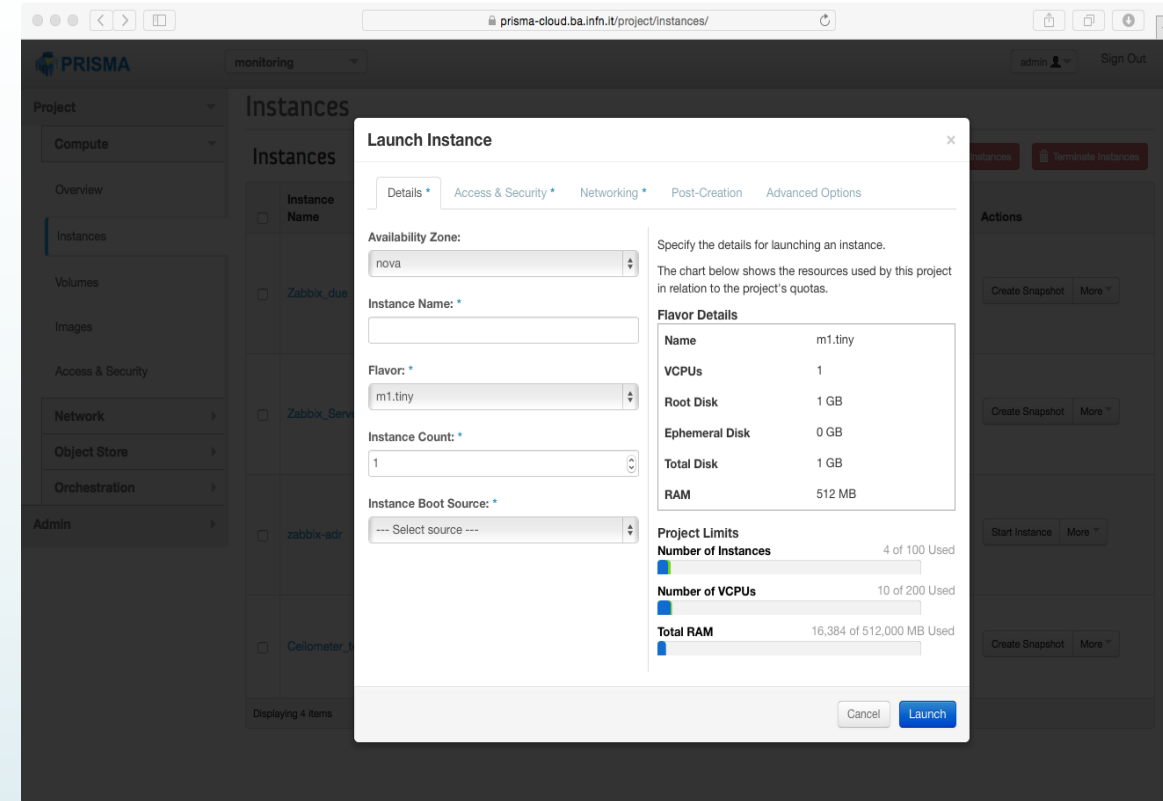 prisma-cloud.ba.infn.it/project/instances/
PRISMA
monitoring
admin
Sign Out
Project
Compute
Overview
Instances
Volumes
Images
Access & Security
Network
Object Store
Orchestration
Admin
Instances
Instances
Instances
Terminate Instances
Instance
Name
Actions
Zabbix_due
Create Snapshot More
Zabbix_Serv
Create Snapshot More
zabbix-adr
Start Instance More
Ceilometer_t
Create Snapshot More
Displaying 4 items
Launch Instance
×
Details *
Access & Security *
Networking *
Post-Creation
Advanced Options
Availability Zone:
nova
Instance Name: *
Flavor: *
m1.tiny
Instance Count: *
1
Instance Boot Source: *
--- Select source ---
Specify the details for launching an instance.
The chart below shows the resources used by this project
in relation to the project's quotas.
Flavor Details
Name m1.tiny
VCPUs 1
Root Disk 1 GB
Ephemeral Disk 0 GB
Total Disk 1 GB
RAM 512 MB
Project Limits
Number of Instances 4 of 100 Used
Number of VCPUs 10 of 200 Used
Total RAM 16,384 of 512,000 MB Used
Cancel
Launch